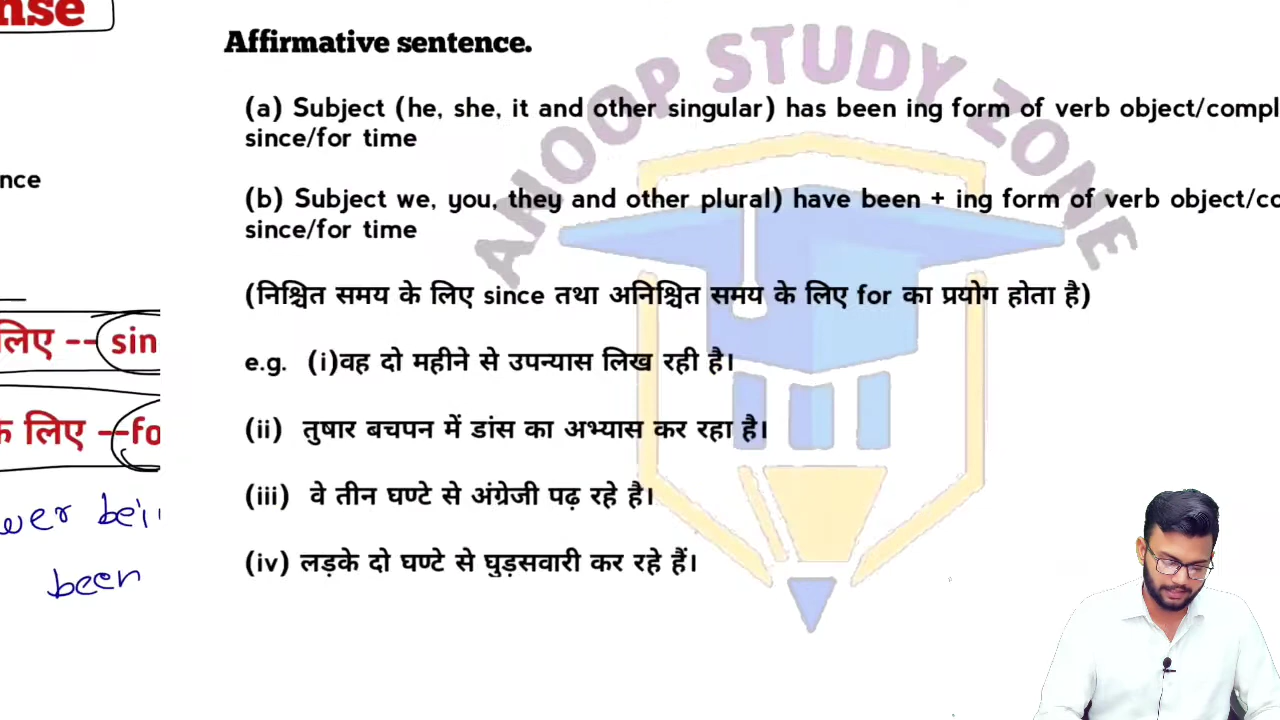 nse
Affirmative sentence.
(a) Subject (he, she, it and other singular) has been ing form of verb object/compl
since/for time
nce
(b) Subject we, you, they and other plural) have been + ing form of verb object/co
since/for time
(निश्चित समय के लिए since तथा अनिश्चित समय के लिए for का प्रयोग होता है)
लिए -- sin
e.g. (i)वह दो महीने से उपन्यास लिख रही है।
के लिए --fo
(ii) तुषार बचपन में डांस का अभ्यास कर रहा है।
(iii) वे तीन घण्टे से अंग्रेजी पढ़ रहे है।
wer bei
(iv) लड़के दो घण्टे से घुड़सवारी कर रहे हैं।
been
AHOOP STUDY ZONE